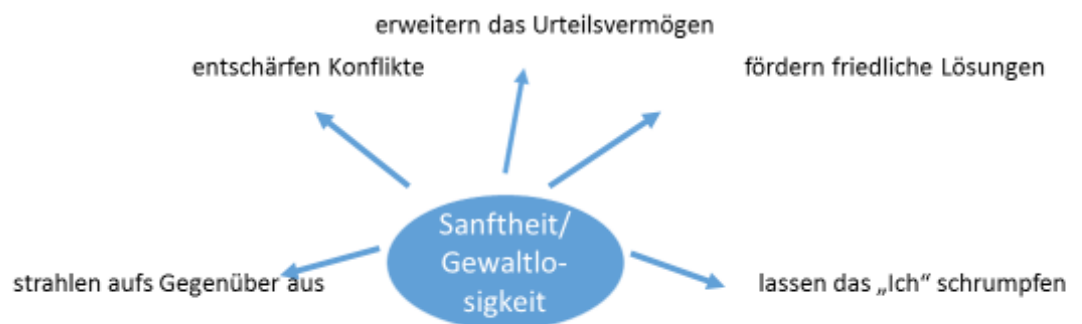 erweitern das Urteilsvermögen
entschärfen Konflikte
fördern friedliche Lösungen
Sanftheit/
Gewaltlo-
sigkeit
strahlen aufs Gegenüber aus
lassen das „Ich“ schrumpfen